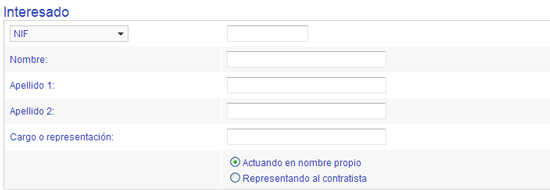 Interesado
NIF
Nombre:
Apellido 1:
Apellido 2:
Cargo o representación:
Actuando en nombre propio
Representando al contratista